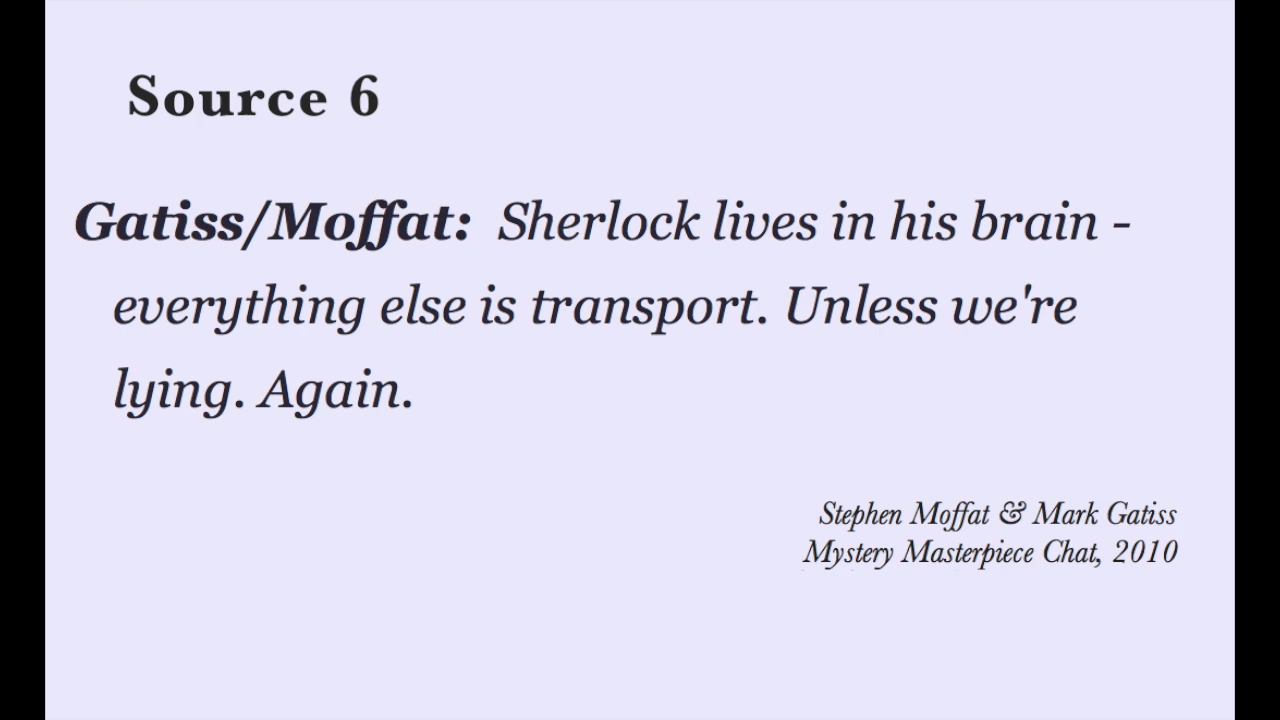 Source 6
Gatiss/Moffat: Sherlock lives in his brain -
everything else is transport. Unless we're
lying. Again.
Stephen Moffat & Mark Gatiss
Mystery Masterpiece Chat, 2010